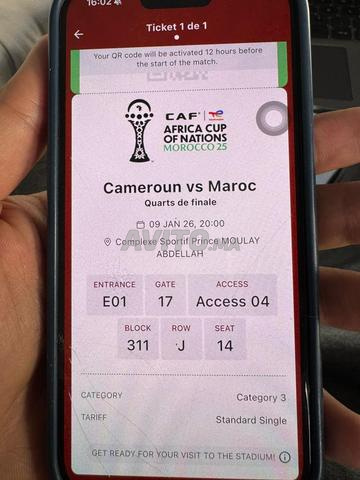 16:02
Ticket 1 de 1
Your QR code will be activated 12 hours before
the start of the match.
CAF TotalEnergies
AFRICA CUP
OF NATIONS
MOROCCO 25
Cameroun vs Maroc
Quarts de finale
09 JAN 26, 20:00
AVITO.MA
Complexe Sportif Prince MOULAY
ABDELLAH
ENTRANCE GATE ACCESS
E01 17 Access 04
BLOCK ROW SEAT
311 J 14
CATEGORY Category 3
TARIFF Standard Single
GET READY FOR YOUR VISIT TO THE STADIUM!